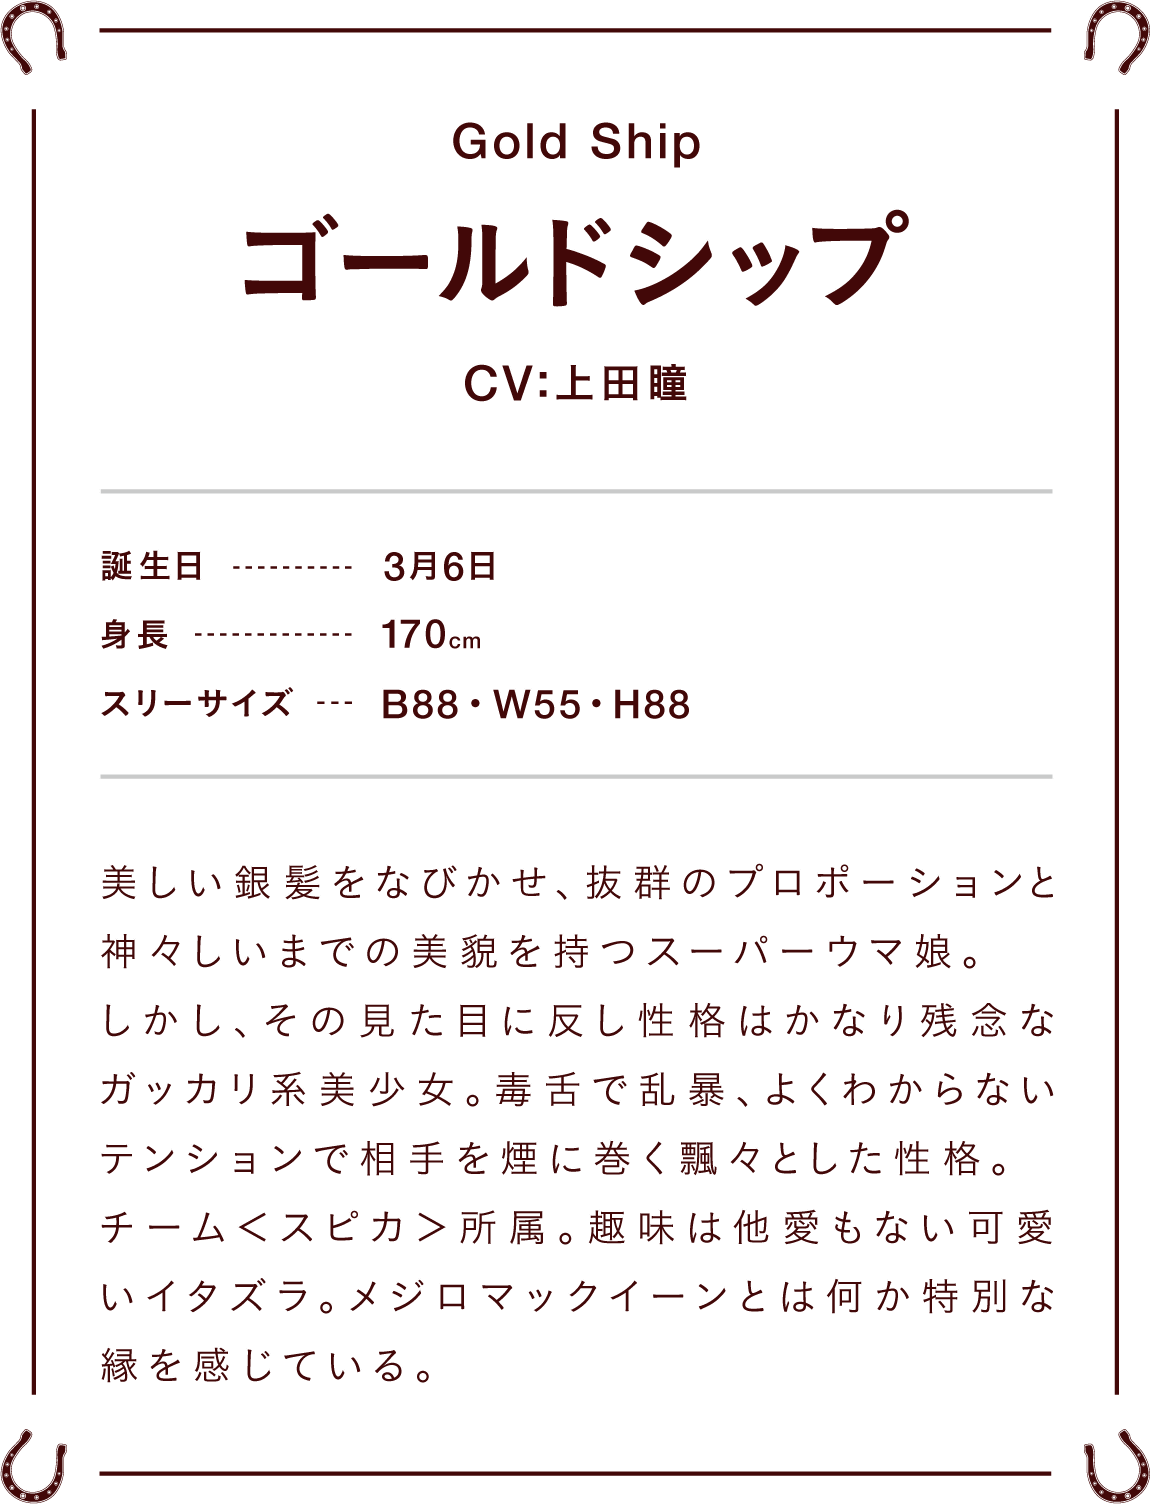 Gold Ship
ゴールドシップ
CV:上田瞳
誕生日 ---------- 3月6日
身長 ------------- 170cm
スリーサイズ --- B88・W55・H88
美しい銀髪をなびかせ、抜群のプロポーションと
神々しいまでの美貌を持つスーパーウマ娘。
しかし、その見た目に反し性格はかなり残念な
ガッカリ系美少女。毒舌で乱暴、よくわからない
テンションで相手を煙に巻く飄々とした性格。
チーム＜スピカ＞所属。趣味は他愛もない可愛
いイタズラ。メジロマックイーンとは何か特別な
縁を感じている。